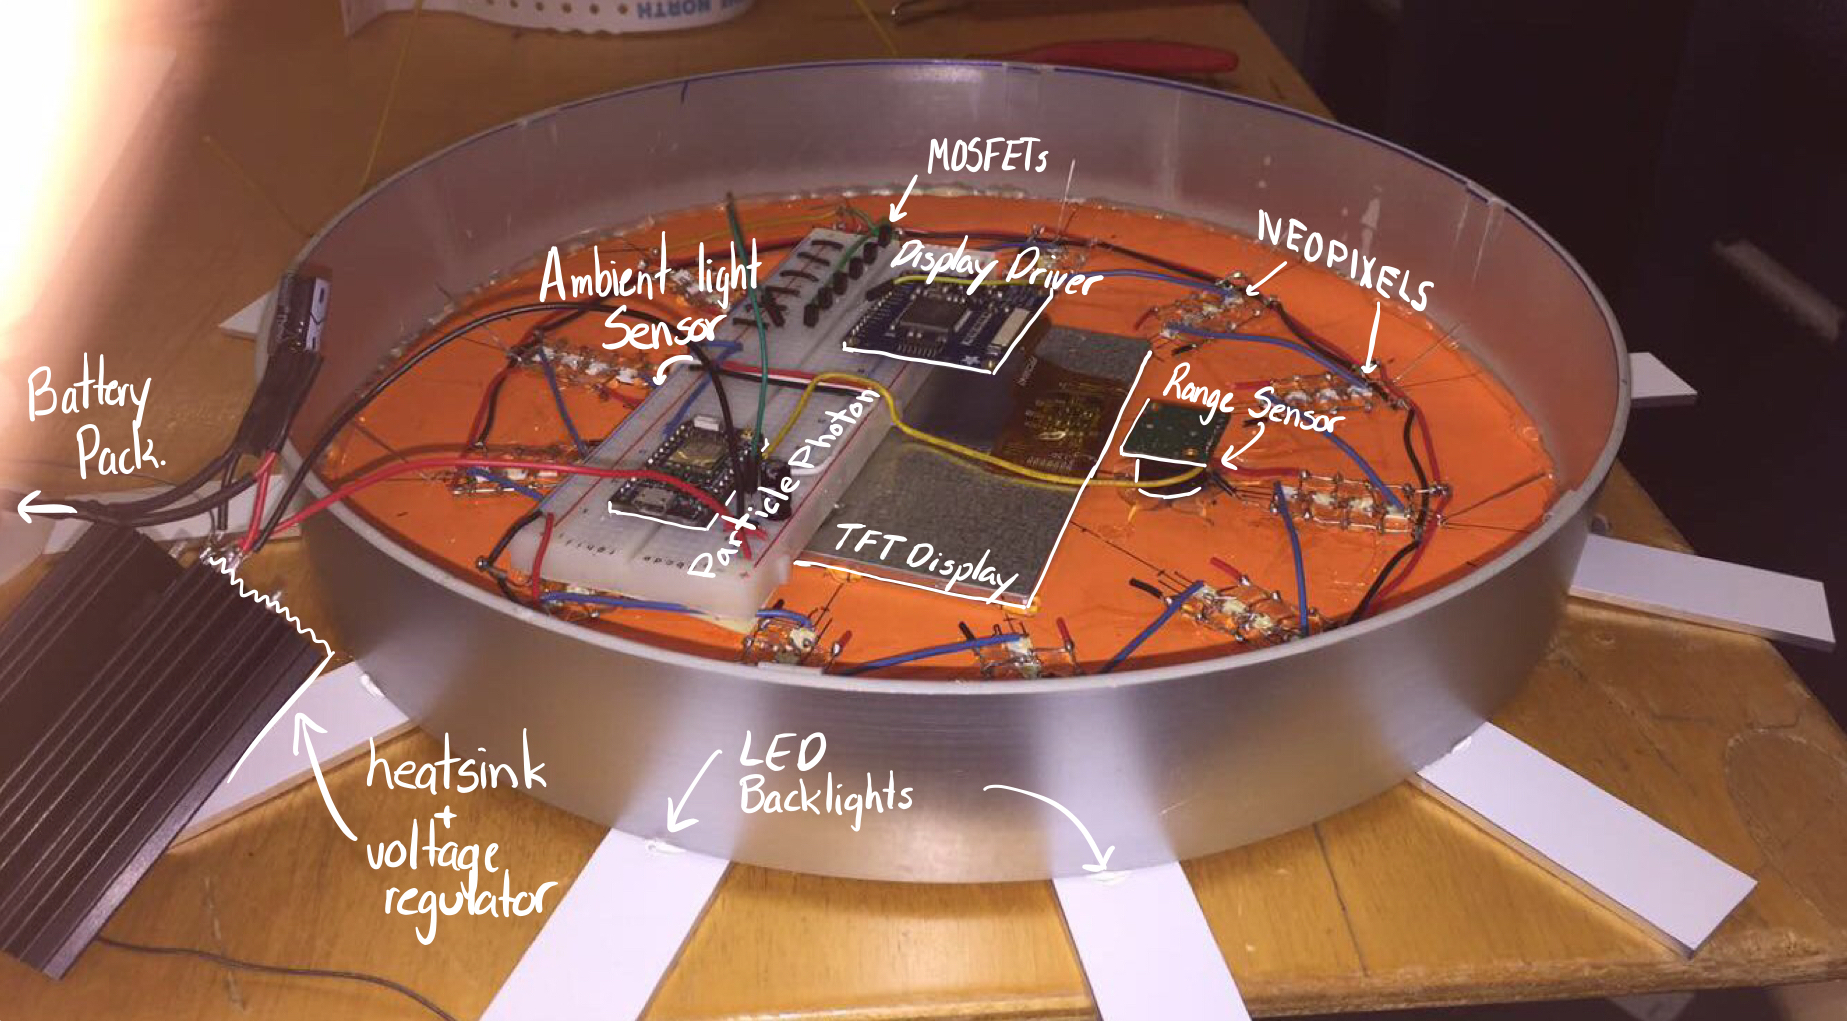 NORTH
MOSFETs
NEOPIXELS
Display Driver
Ambient light
Sensor
Range Sensor
Battery
Pack.
Particle Photon
TFT Display
LED
Backlights
heatsink
+
voltage
regulator